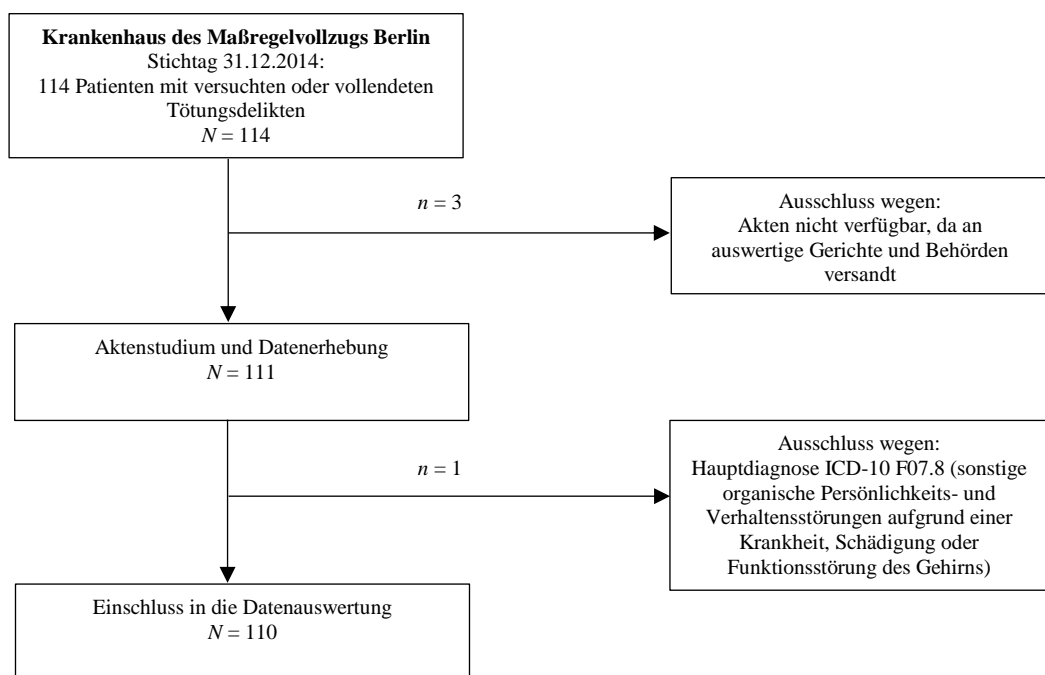 Krankenhaus des Maßregelvollzugs Berlin
Stichtag 31.12.2014:
114 Patienten mit versuchten oder vollendeten
Tötungsdelikten
N = 114
n = 3
Ausschluss wegen:
Akten nicht verfügbar, da an
auswertige Gerichte und Behörden
versandt
Aktenstudium und Datenerhebung
N = 111
n = 1
Ausschluss wegen:
Hauptdiagnose ICD-10 F07.8 (sonstige
organische Persönlichkeits- und
Verhaltensstörungen aufgrund einer
Krankheit, Schädigung oder
Funktionsstörung des Gehirns)
Einschluss in die Datenauswertung
N = 110